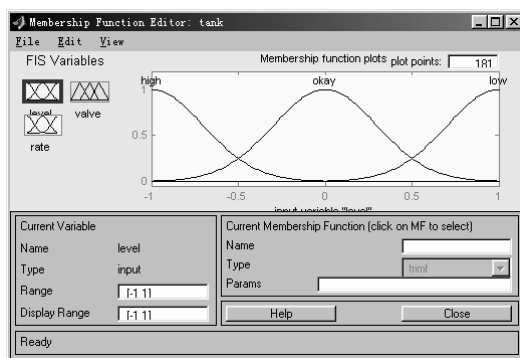 Membership Function Editor: tank
File Edit View
FIS Variables
Membership function plots plot points: 181
high okay low
level valve
rate
1
0.5
0
-1 -0.5 0 0.5 1
input variable "level"
Current Variable
Name level
Type input
Range [-1 1]
Display Range [-1 1]
Current Membership Function (click on MF to select)
Name
Type trimf
Params
Help Close
Ready